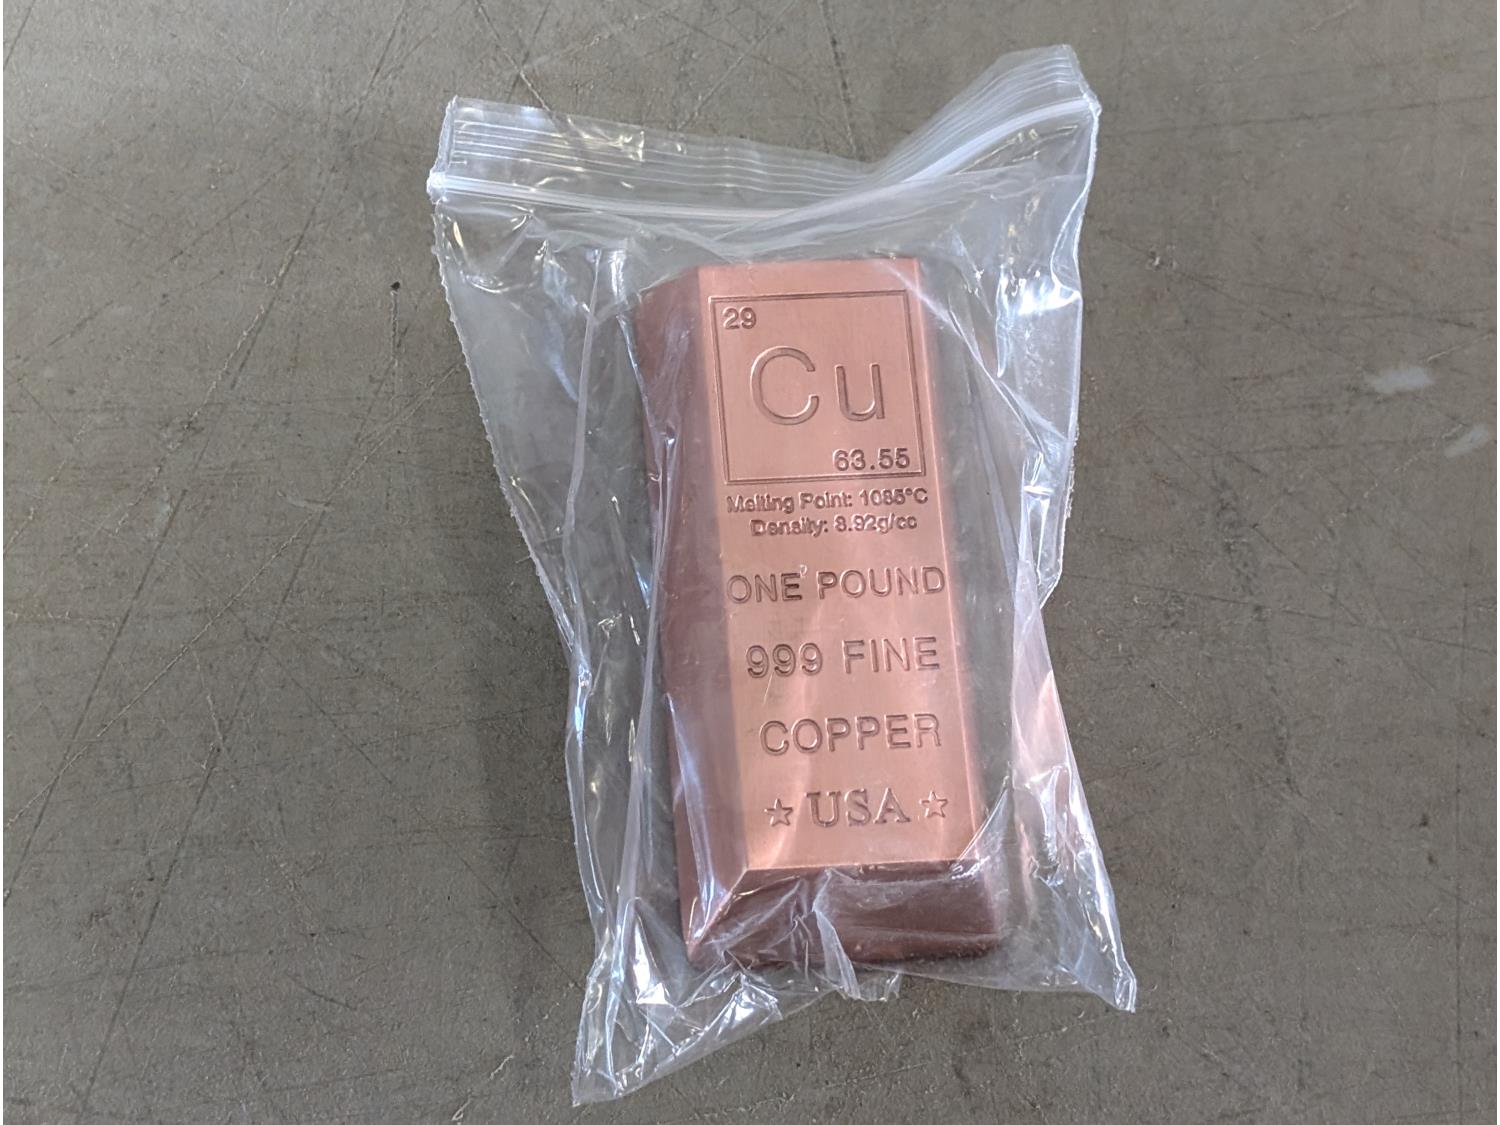 29
Cu
63.55
Melting Point: 1085°C
Density: 8.92g/cc
ONE POUND
999 FINE
COPPER
★ USA ★